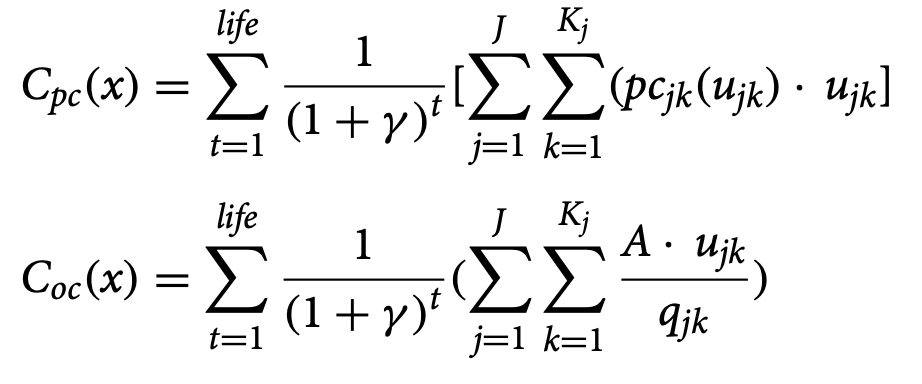 C_{pc}(x) = \sum_{t=1}^{life} \frac{1}{(1+\gamma)^t} [\sum_{j=1}^{J} \sum_{k=1}^{K_j} (pc_{jk}(u_{jk}) \cdot u_{jk}]
C_{oc}(x) = \sum_{t=1}^{life} \frac{1}{(1+\gamma)^t} (\sum_{j=1}^{J} \sum_{k=1}^{K_j} \frac{A \cdot u_{jk}}{q_{jk}})